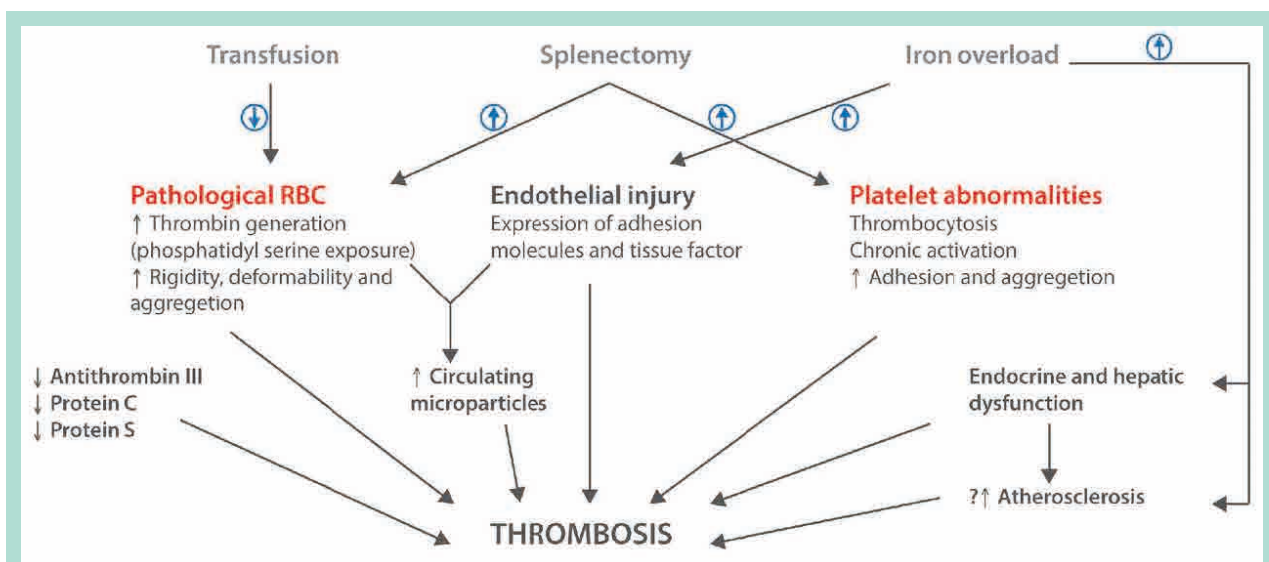 Transfusion
Splenectomy
Iron overload
Pathological RBC
↑ Thrombin generation
(phosphatidyl serine exposure)
↑ Rigidity, deformability and
aggregetion
Endothelial injury
Expression of adhesion
molecules and tissue factor
Platelet abnormalities
Thrombocytosis
Chronic activation
↑ Adhesion and aggregetion
↓ Antithrombin III
↓ Protein C
↓ Protein S
↑ Circulating
microparticles
Endocrine and hepatic
dysfunction
?↑ Atherosclerosis
THROMBOSIS